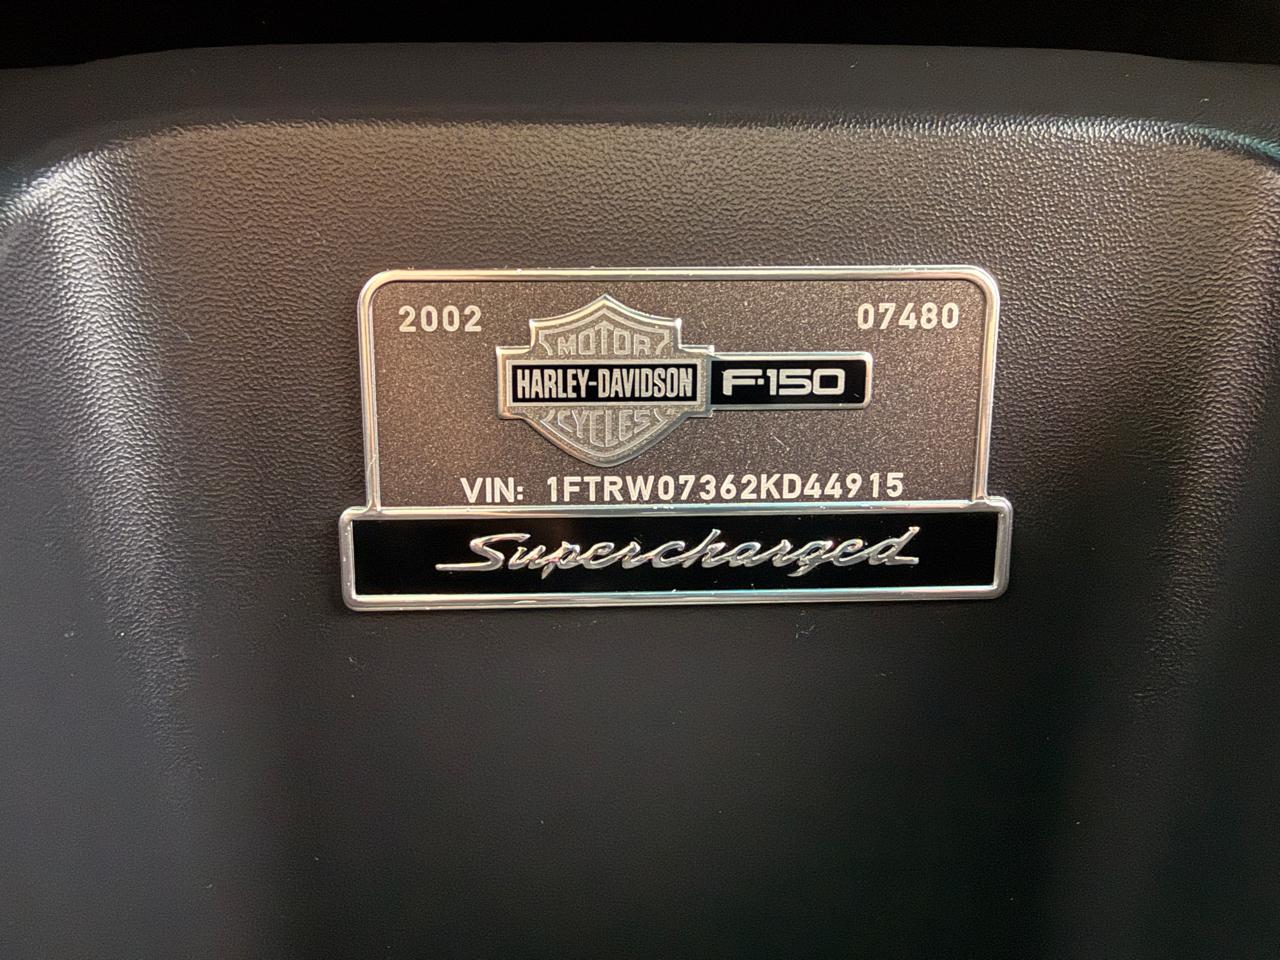 2002
07480
MOTOR
HARLEY-DAVIDSON
F-150
CYCLES
VIN: 1FTRW07362KD44915
Supercharged